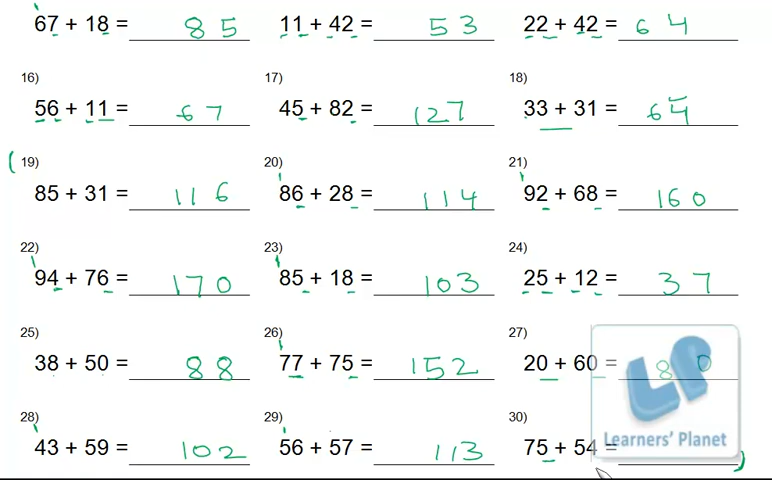 67 + 18 = 85 11 + 42 = 53 22 + 42 = 64
16) 17) 18)
56 + 11 = 67 45 + 82 = 127 33 + 31 = 64
19) 20) 21)
85 + 31 = 116 86 + 28 = 114 92 + 68 = 160
22) 23) 24)
94 + 76 = 170 85 + 18 = 103 25 + 12 = 37
25) 26) 27)
38 + 50 = 88 77 + 75 = 152 20 + 60 = 80
28) 29) 30)
43 + 59 = 102 56 + 57 = 113 75 + 54 =
LP
Learners' Planet